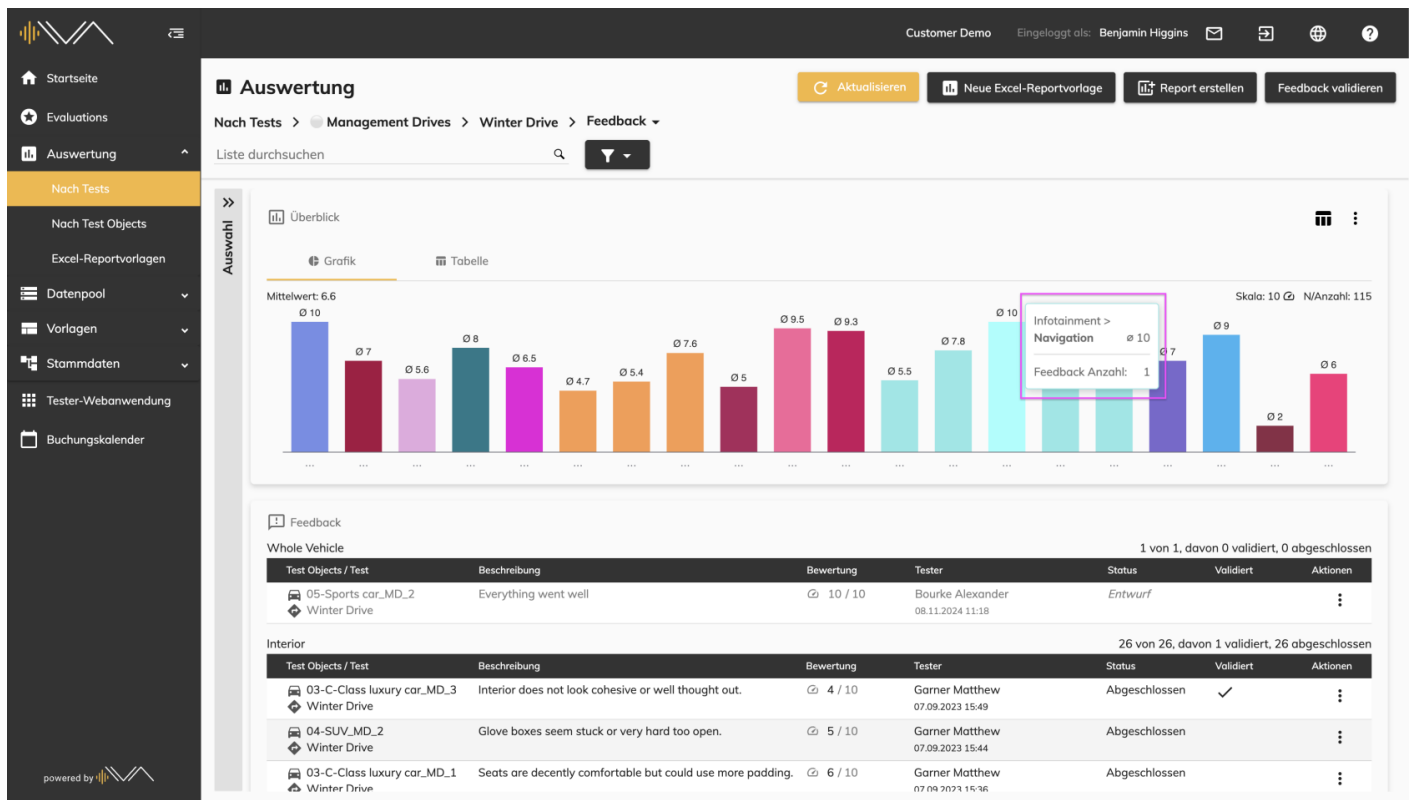 Customer Demo Eingeloggt als: Benjamin Higgins
Startseite
Evaluations
Auswertung
Nach Tests
Nach Test Objects
Excel-Reportvorlagen
Datenpool
Vorlagen
Stammdaten
Tester-Webanwendung
Buchungskalender
powered by
Auswertung
Aktualisieren
Neue Excel-Reportvorlage
Report erstellen
Feedback validieren
Nach Tests > Management Drives > Winter Drive > Feedback
Liste durchsuchen
Auswahl
Überblick
Grafik Tabelle
Mittelwert: 6.6 Skala: 10 N/Anzahl: 115
Ø 10
Ø 7
Ø 5.6
Ø 8
Ø 6.5
Ø 4.7
Ø 5.4
Ø 7.6
Ø 5
Ø 9.5
Ø 9.3
Ø 5.5
Ø 7.8
Ø 10
Infotainment >
Navigation ø 10
Feedback Anzahl: 1
7
Ø 9
Ø 2
Ø 6
... ... ... ... ... ... ... ... ... ... ... ... ... ... ... ... ... ... ... ...
Feedback
Whole Vehicle 1 von 1, davon 0 validiert, 0 abgeschlossen
Test Objects / Test Beschreibung Bewertung Tester Status Validiert Aktionen
05-Sports car_MD_2 Everything went well 10 / 10 Bourke Alexander Entwurf
Winter Drive 08.11.2024 11:18
Interior 26 von 26, davon 1 validiert, 26 abgeschlossen
Test Objects / Test Beschreibung Bewertung Tester Status Validiert Aktionen
03-C-Class luxury car_MD_3 Interior does not look cohesive or well thought out. 4 / 10 Garner Matthew Abgeschlossen
Winter Drive 07.09.2023 15:49
04-SUV_MD_2 Glove boxes seem stuck or very hard too open. 5 / 10 Garner Matthew Abgeschlossen
Winter Drive 07.09.2023 15:44
03-C-Class luxury car_MD_1 Seats are decently comfortable but could use more padding. 6 / 10 Garner Matthew Abgeschlossen
Winter Drive 07.09.2023 15:36